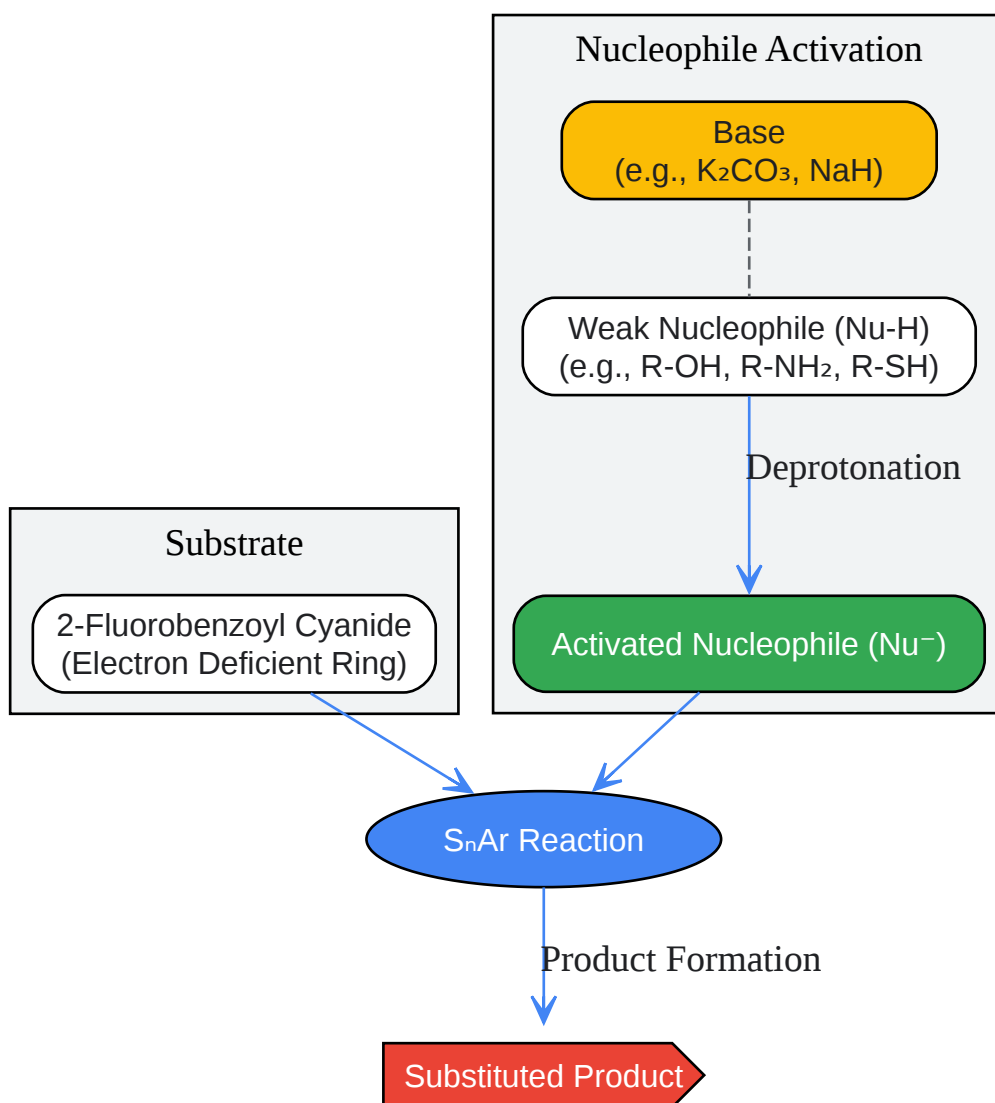 Nucleophile Activation
Base
(e.g., K₂CO₃, NaH)
Weak Nucleophile (Nu-H)
(e.g., R-OH, R-NH₂, R-SH)
Deprotonation
Substrate
2-Fluorobenzoyl Cyanide
(Electron Deficient Ring)
Activated Nucleophile (Nu⁻)
SₙAr Reaction
Product Formation
Substituted Product